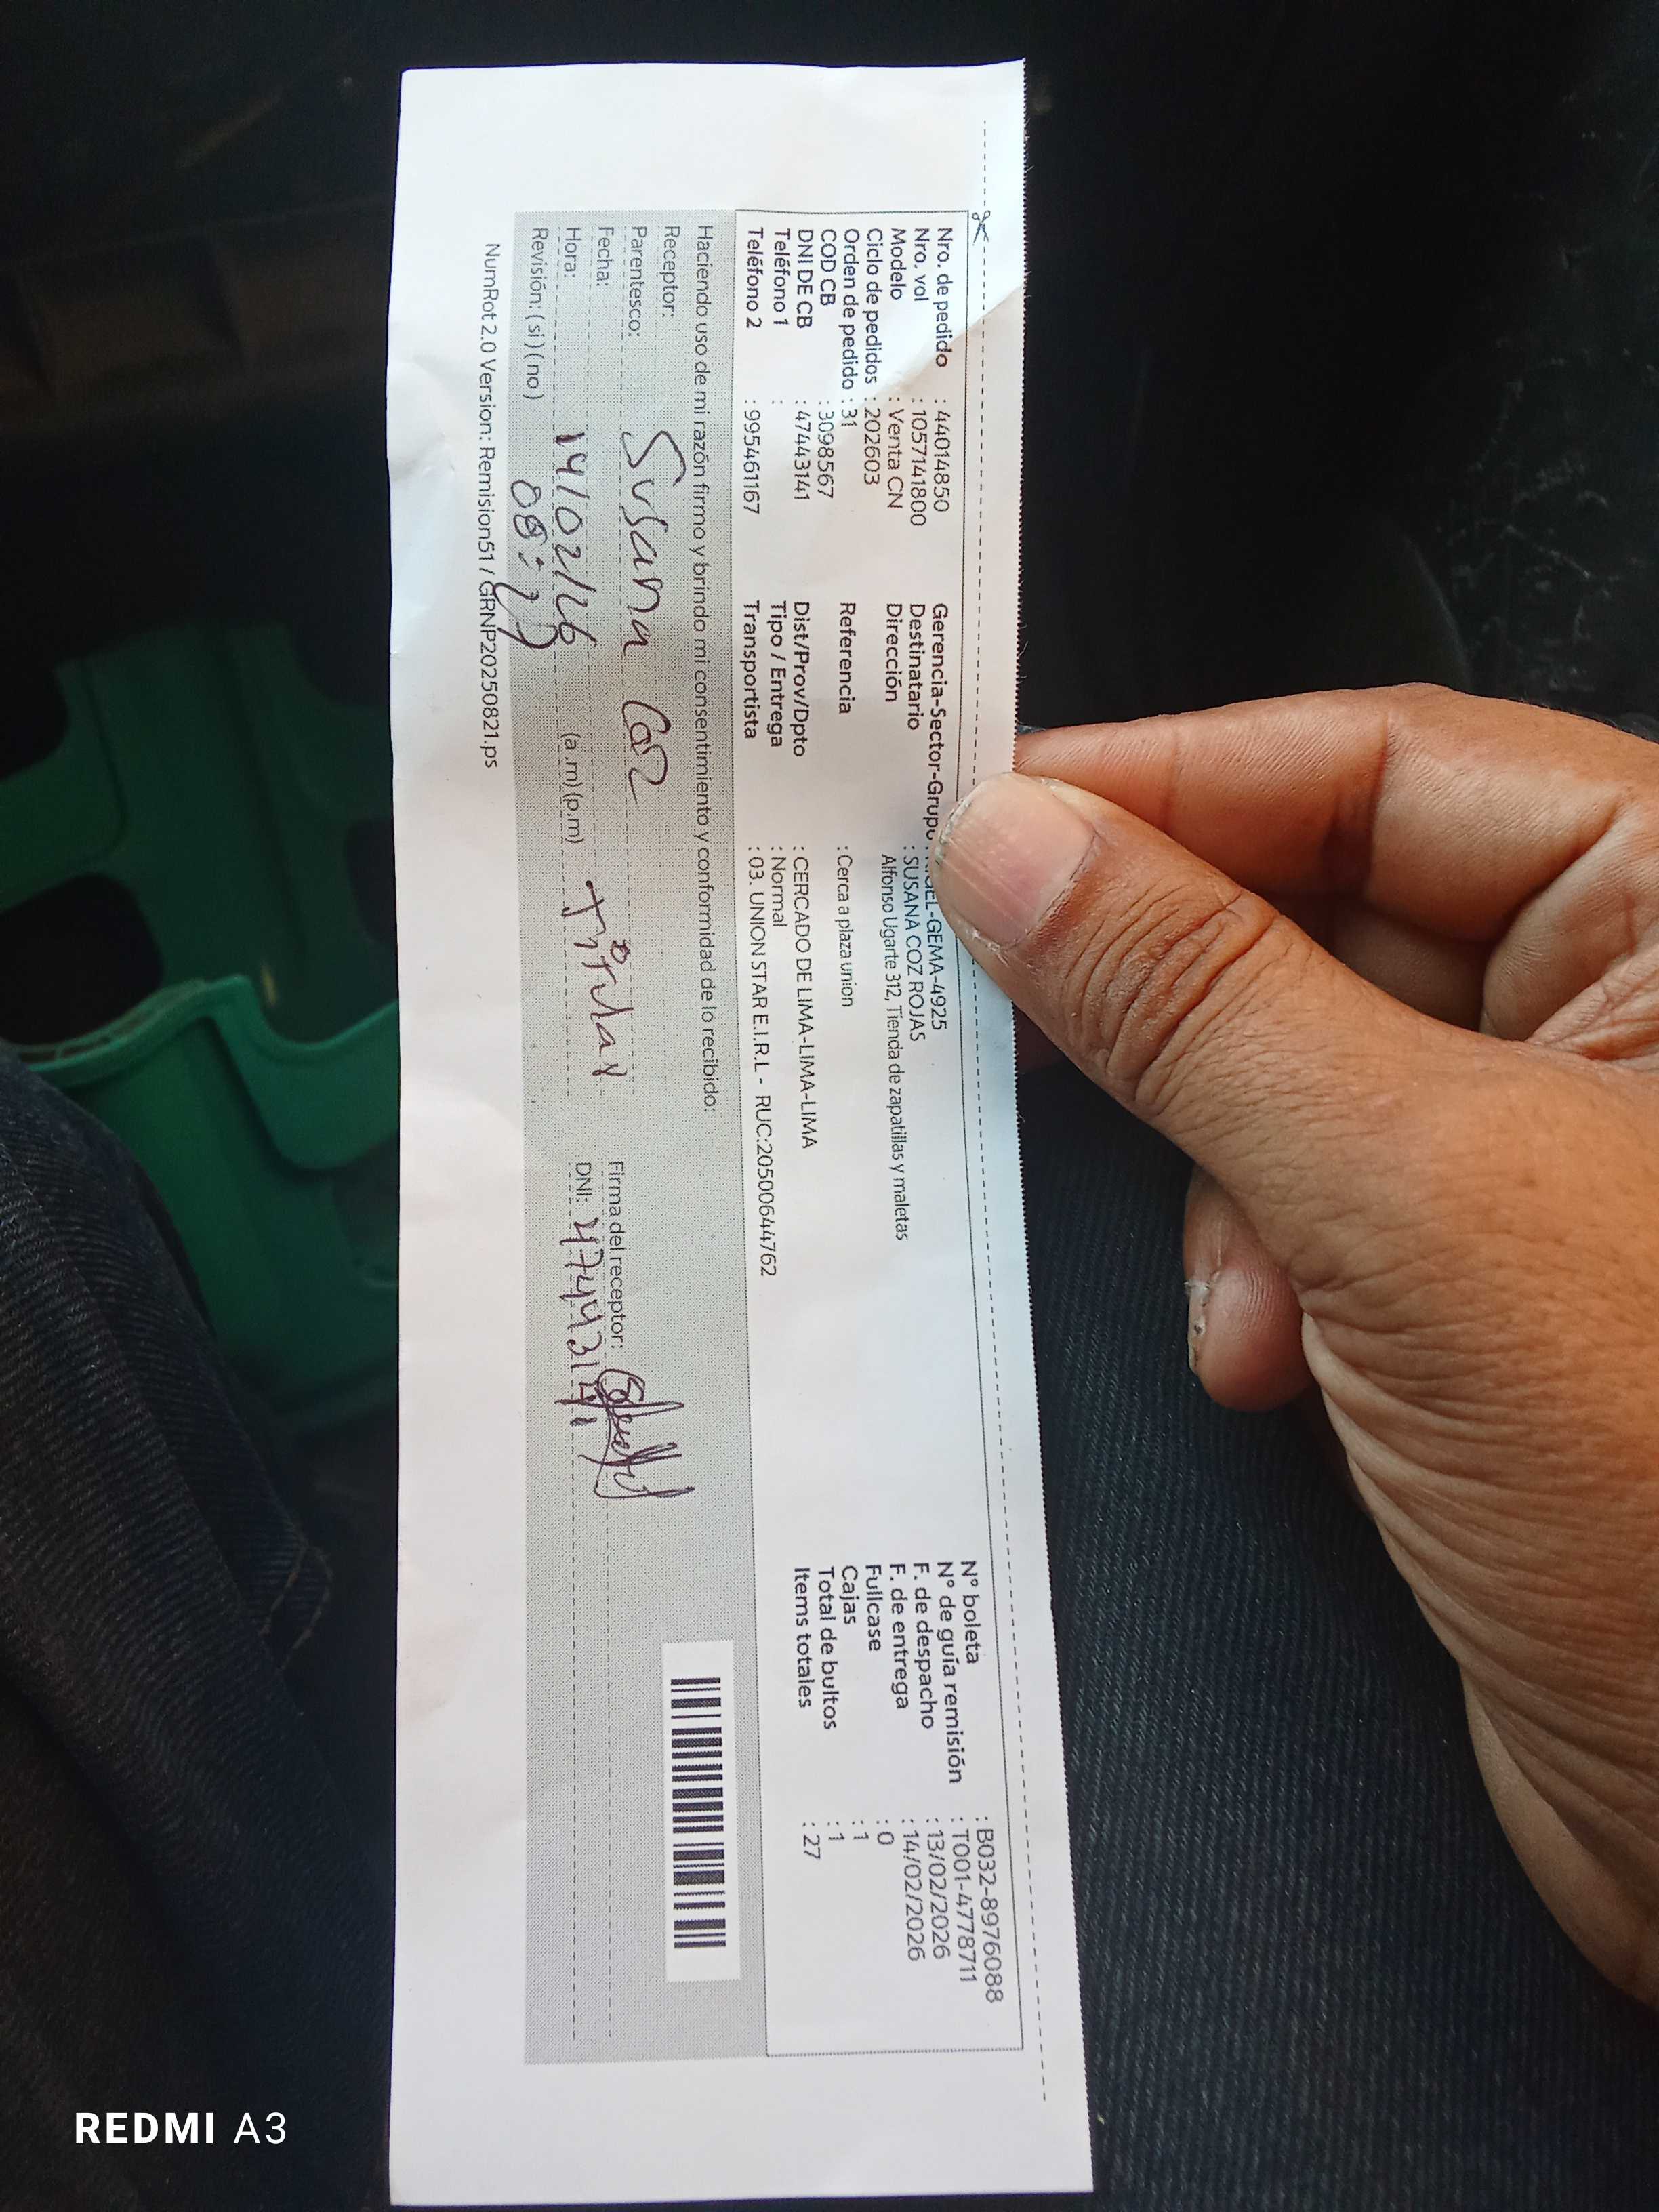 Nro. de pedido : 44014850
Nro. vol : 105714800
Modelo : Venta CN
Ciclo de pedidos : 202603
Orden de pedido : 31
COD CB : 3098567
DNI DE CB : 47443141
Teléfono 1 :
Teléfono 2 : 995461167
Gerencia-Sector-Grupo GEMA-4925
Destinatario : SUSANA COZ ROJAS
Dirección Alfonso Ugarte 312, Tienda de zapatillas y maletas
Referencia : Cerca a plaza union
Dist/Prov/Dpto : CERCADO DE LIMA-LIMA-LIMA
Tipo / Entrega : Normal
Transportista : 03. UNION STAR E.I.R.L - RUC:20500644762
N° boleta : B032-8976088
N° de guía remisión : T001-4778711
F. de despacho : 13/02/2026
F. de entrega : 14/02/2026
Fullcase : 0
Cajas : 1
Total de bultos : 1
Items totales : 27
Haciendo uso de mi razón firmo y brindo mi consentimiento y conformidad de lo recibido:
Receptor: Susana Coz
Parentesco: Titular
Fecha: 14/02/26
Hora: 08: (a.m) (p.m)
Revisión: ( si ) ( no )
Firma del receptor:
DNI: 47443141
NumRot 2.0 Version: Remision51 / GRNP20250821.ps
REDMI A3